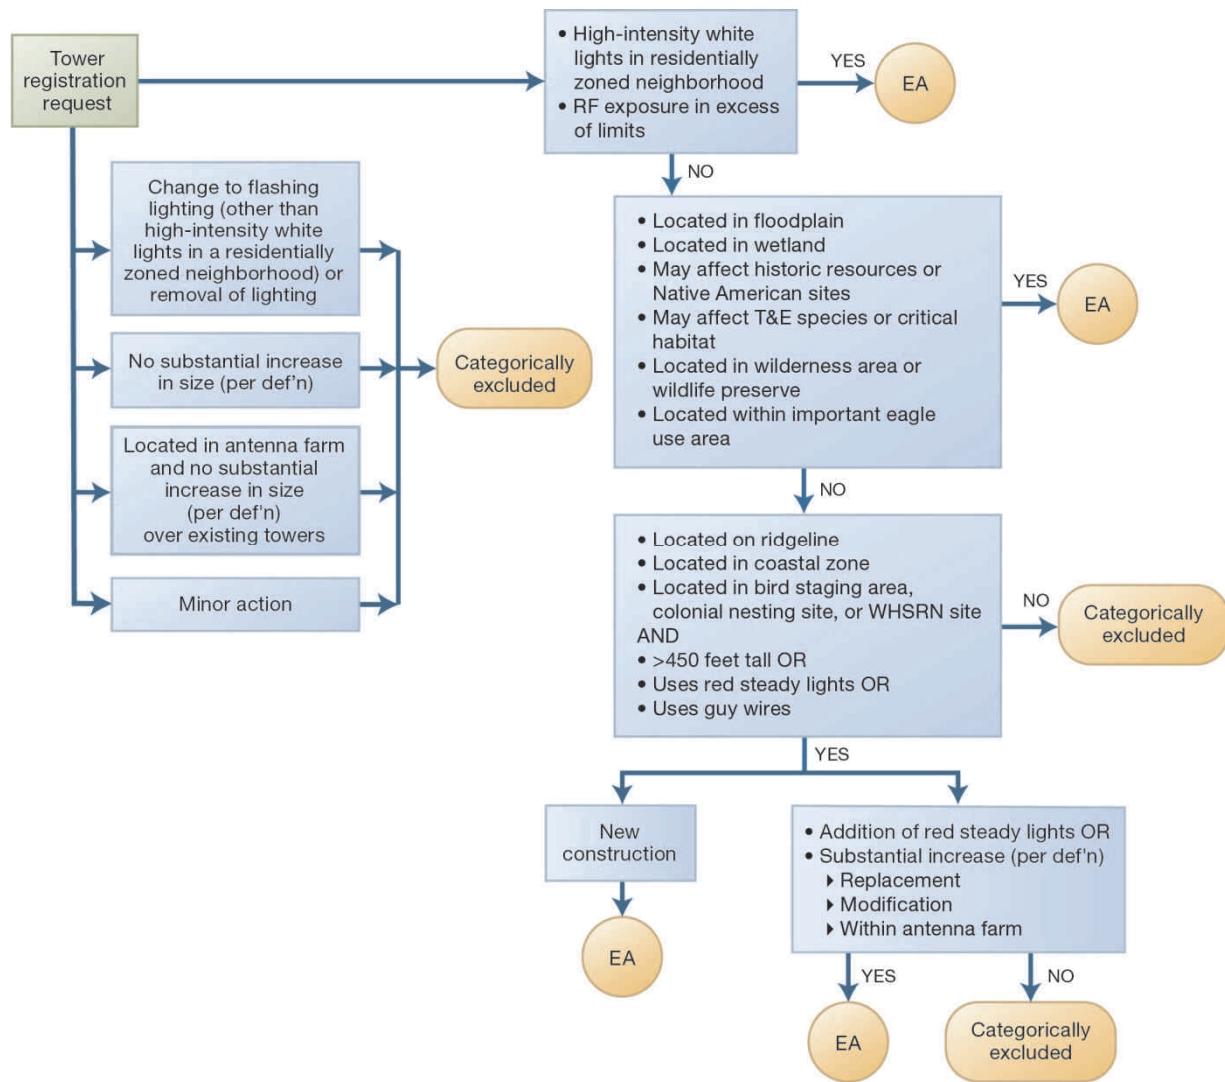 Tower
registration
request
• High-intensity white
lights in residentially
zoned neighborhood
• RF exposure in excess
of limits
YES
EA
NO
Change to flashing
lighting (other than
high-intensity white
lights in a residentially
zoned neighborhood) or
removal of lighting
No substantial increase
in size (per def’n)
Located in antenna farm
and no substantial
increase in size
(per def'n)
over existing towers
Minor action
Categorically
excluded
• Located in floodplain
• Located in wetland
• May affect historic resources or
Native American sites
• May affect T&E species or critical
habitat
• Located in wilderness area or
wildlife preserve
• Located within important eagle
use area
YES
EA
NO
• Located on ridgeline
• Located in coastal zone
• Located in bird staging area,
colonial nesting site, or WHSRN site
AND
• >450 feet tall OR
• Uses red steady lights OR
• Uses guy wires
NO
Categorically
excluded
YES
New
construction
EA
• Addition of red steady lights OR
• Substantial increase (per def'n)
Replacement
Modification
Within antenna farm
YES
NO
EA
Categorically
excluded